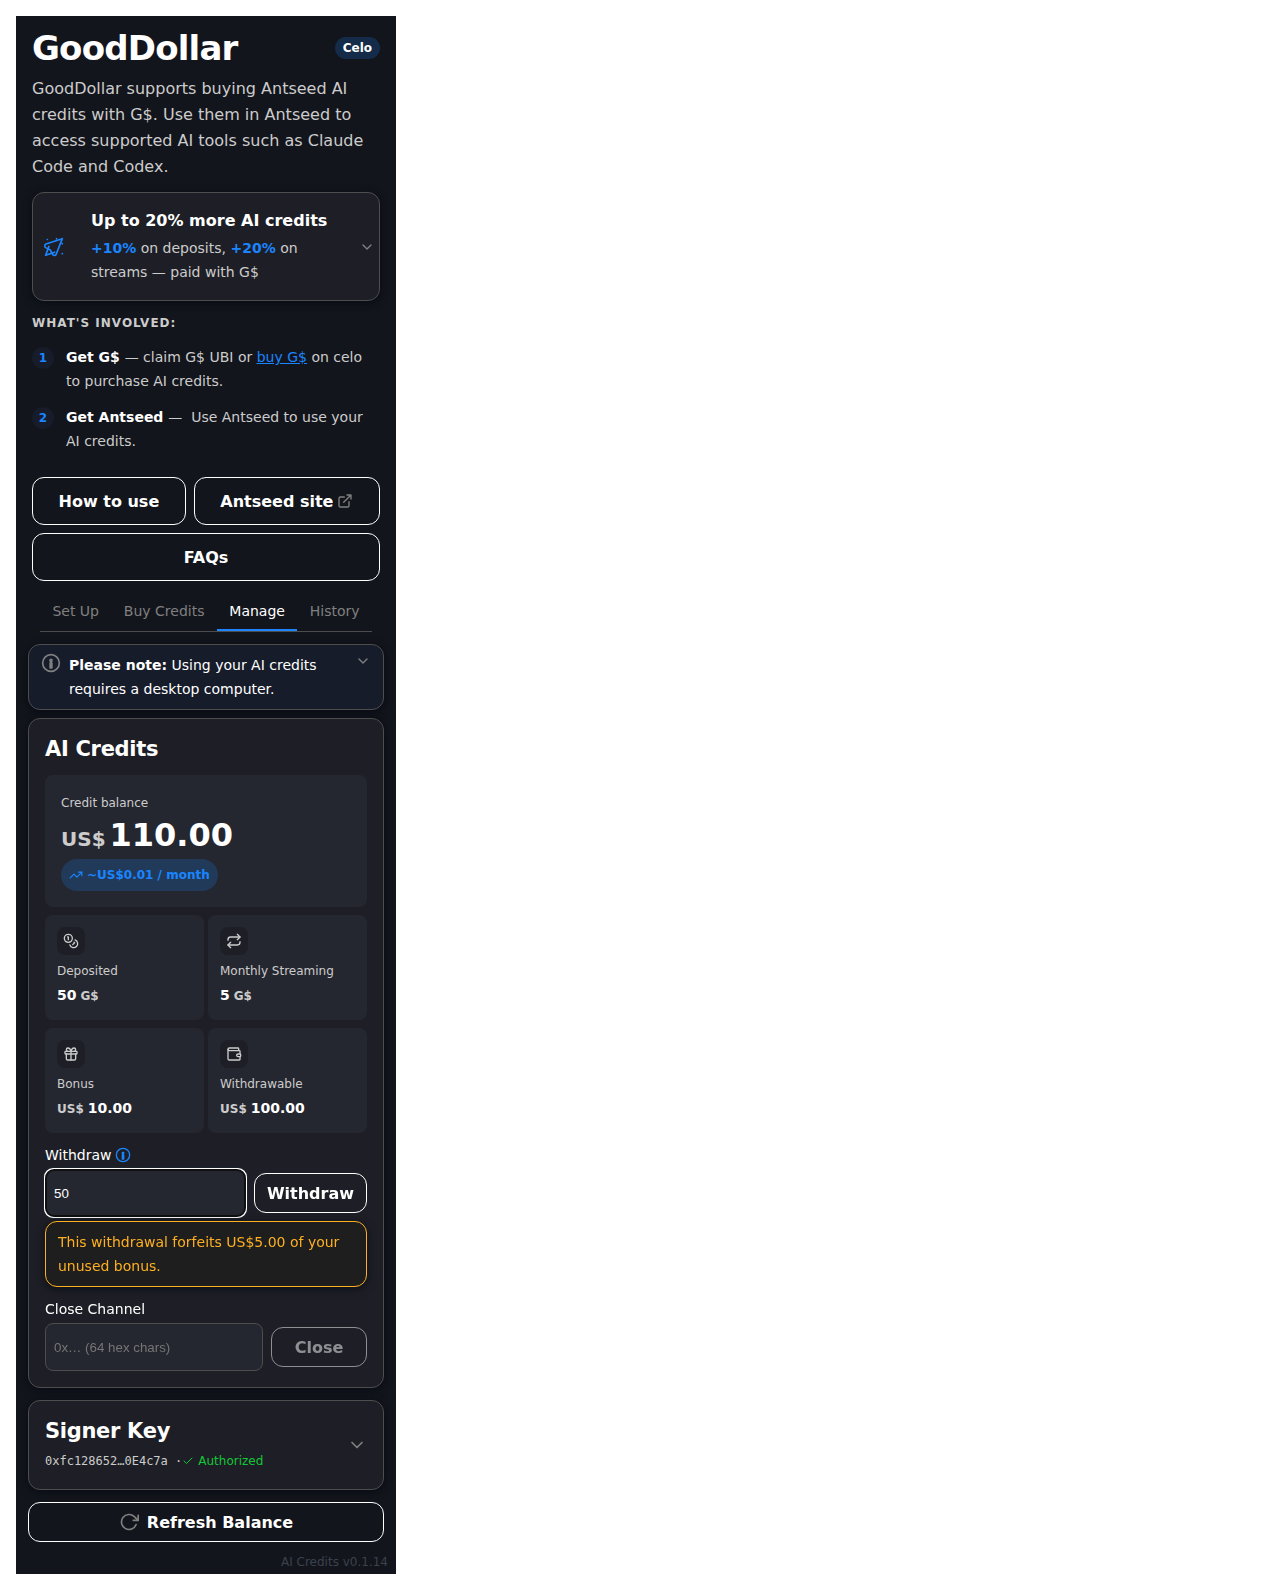 GoodDollar
Celo
GoodDollar supports buying Antseed AI
credits with G$. Use them in Antseed to
access supported AI tools such as Claude
Code and Codex.
Up to 20% more AI credits
+10% on deposits, +20% on
streams — paid with G$
WHAT'S INVOLVED:
1 Get G$ — claim G$ UBI or buy G$ on celo
to purchase AI credits.
2 Get Antseed — Use Antseed to use your
AI credits.
How to use
Antseed site
FAQs
Set Up Buy Credits Manage History
Please note: Using your AI credits
requires a desktop computer.
AI Credits
Credit balance
US$ 110.00
~US$0.01 / month
Deposited
50 G$
Monthly Streaming
5 G$
Bonus
US$ 10.00
Withdrawable
US$ 100.00
Withdraw
50
Withdraw
This withdrawal forfeits US$5.00 of your
unused bonus.
Close Channel
0x… (64 hex chars)
Close
Signer Key
0xfc128652…0E4c7a · Authorized
Refresh Balance
AI Credits v0.1.14